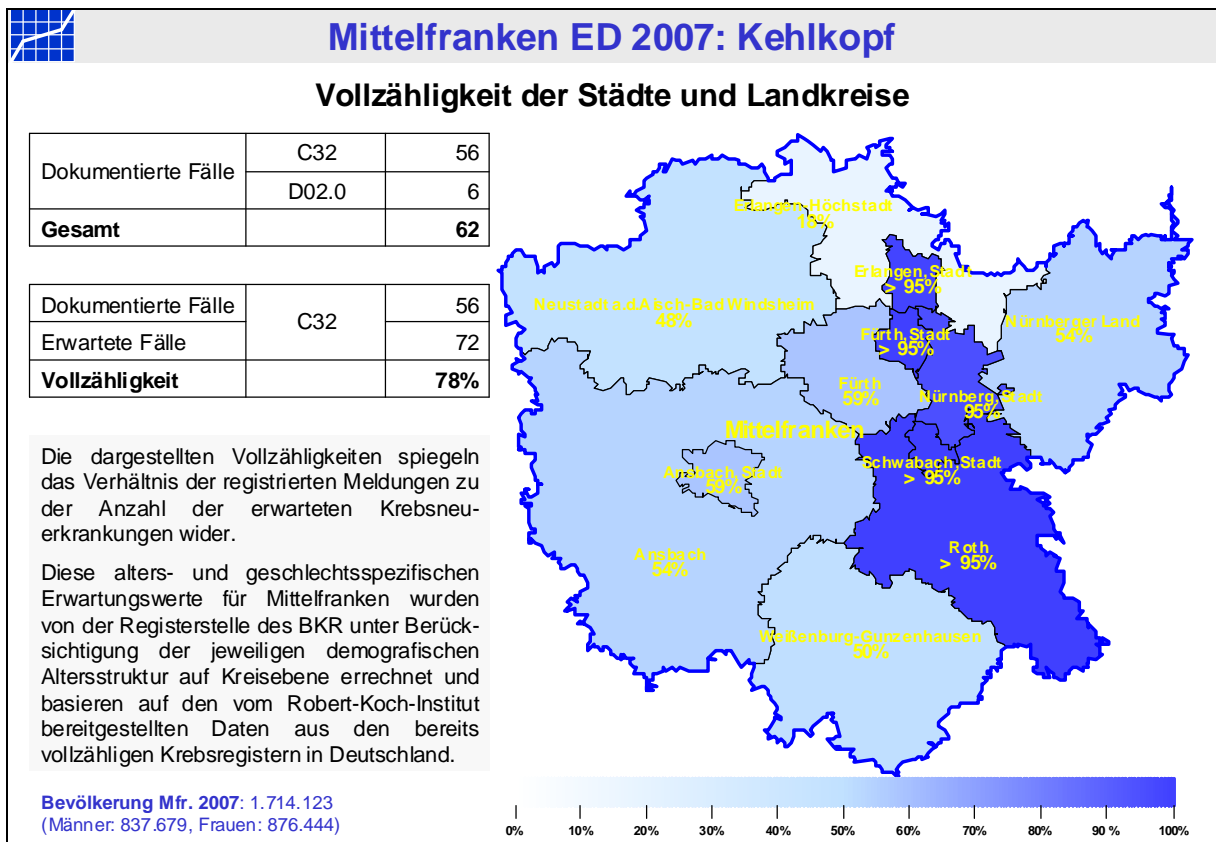 Mittelfranken ED 2007: Kehlkopf
Vollzähligkeit der Städte und Landkreise
Dokumentierte Fälle C32 56
D02.0 6
Gesamt 62
Dokumentierte Fälle C32 56
Erwartete Fälle 72
Vollzähligkeit 78%
Die dargestellten Vollzähligkeiten spiegeln
das Verhältnis der registrierten Meldungen zu
der Anzahl der erwarteten Krebsneu-
erkrankungen wider.
Diese alters- und geschlechtsspezifischen
Erwartungswerte für Mittelfranken wurden
von der Registerstelle des BKR unter Berück-
sichtigung der jeweiligen demografischen
Altersstruktur auf Kreisebene errechnet und
basieren auf den vom Robert-Koch-Institut
bereitgestellten Daten aus den bereits
vollzähligen Krebsregistern in Deutschland.
Bevölkerung Mfr. 2007: 1.714.123
(Männer: 837.679, Frauen: 876.444)
Erlangen-Höchstadt
Erlangen, Stadt
> 95%
Neustadt a.d.Aisch-Bad Windsheim
48%
Nürnberger Land
54%
Fürth, Stadt
> 95%
Fürth
59%
Nürnberg, Stadt
95%
Mittelfranken
Schwabach, Stadt
> 95%
Ansbach, Stadt
59%
Ansbach
54%
Roth
> 95%
Weißenburg-Gunzenhausen
50%
0% 10% 20% 30% 40% 50% 60% 70% 80% 90 % 100%